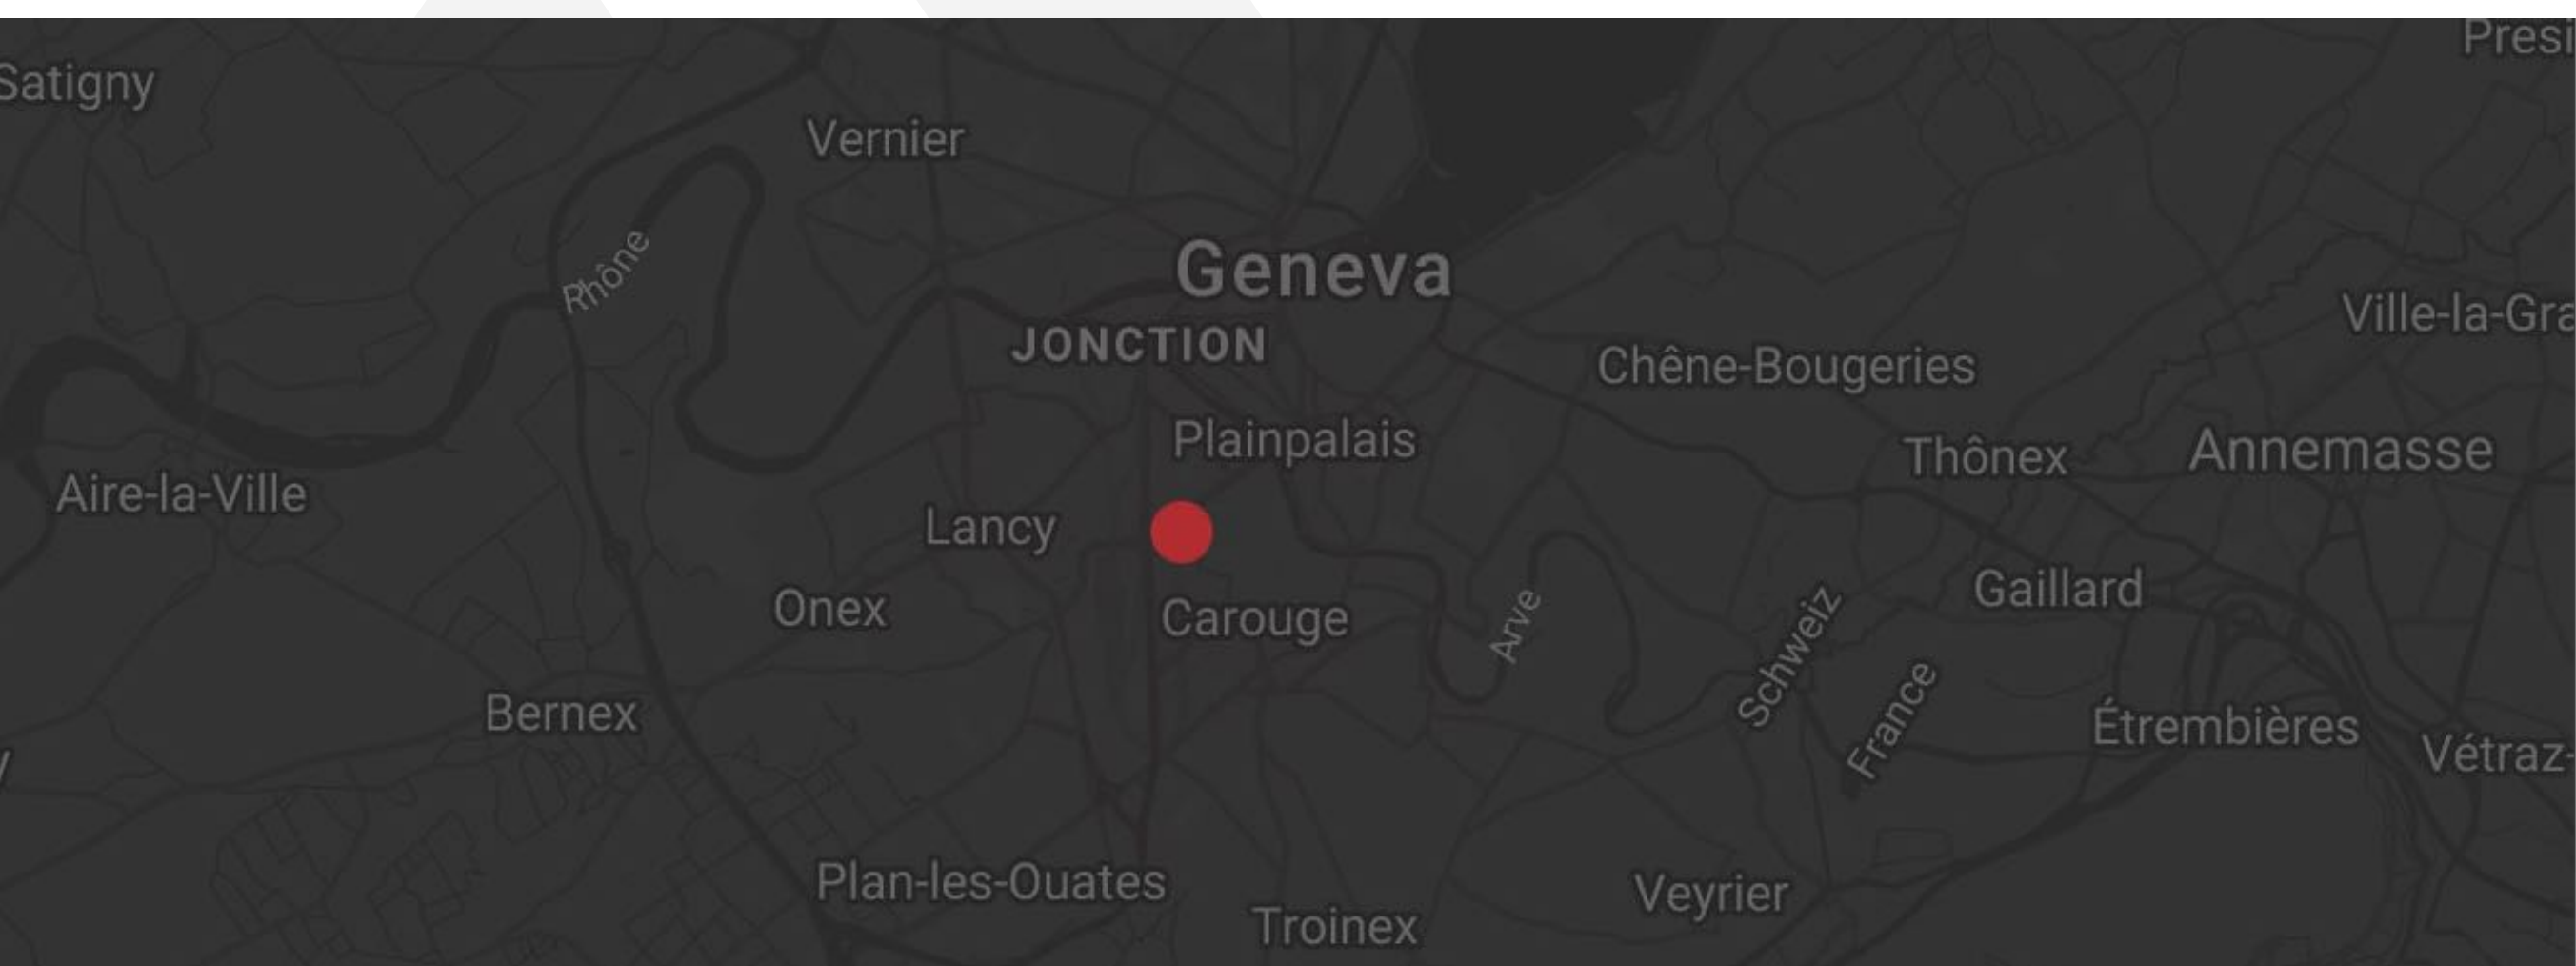 Presi
Satigny
Vernier
Rhône
Geneva
Ville-la-Gra
JONCTION
Chêne-Bougeries
Plainpalais
Thônex
Annemasse
Aire-la-Ville
Lancy
Gaillard
Onex
Carouge
Arve
Schweiz
France
Bernex
Étrembières
Vétraz-
y
Plan-les-Ouates
Veyrier
Troinex